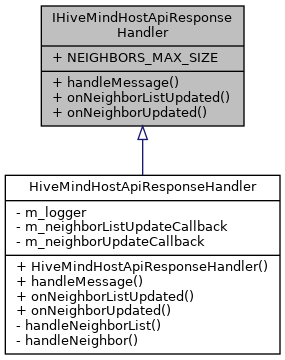 IHiveMindHostApiResponse
Handler
+ NEIGHBORS_MAX_SIZE
+ handleMessage()
+ onNeighborListUpdated()
+ onNeighborUpdated()
HiveMindHostApiResponseHandler
- m_logger
- m_neighborListUpdateCallback
- m_neighborUpdateCallback
+ HiveMindHostApiResponseHandler()
+ handleMessage()
+ onNeighborListUpdated()
+ onNeighborUpdated()
- handleNeighborList()
- handleNeighbor()